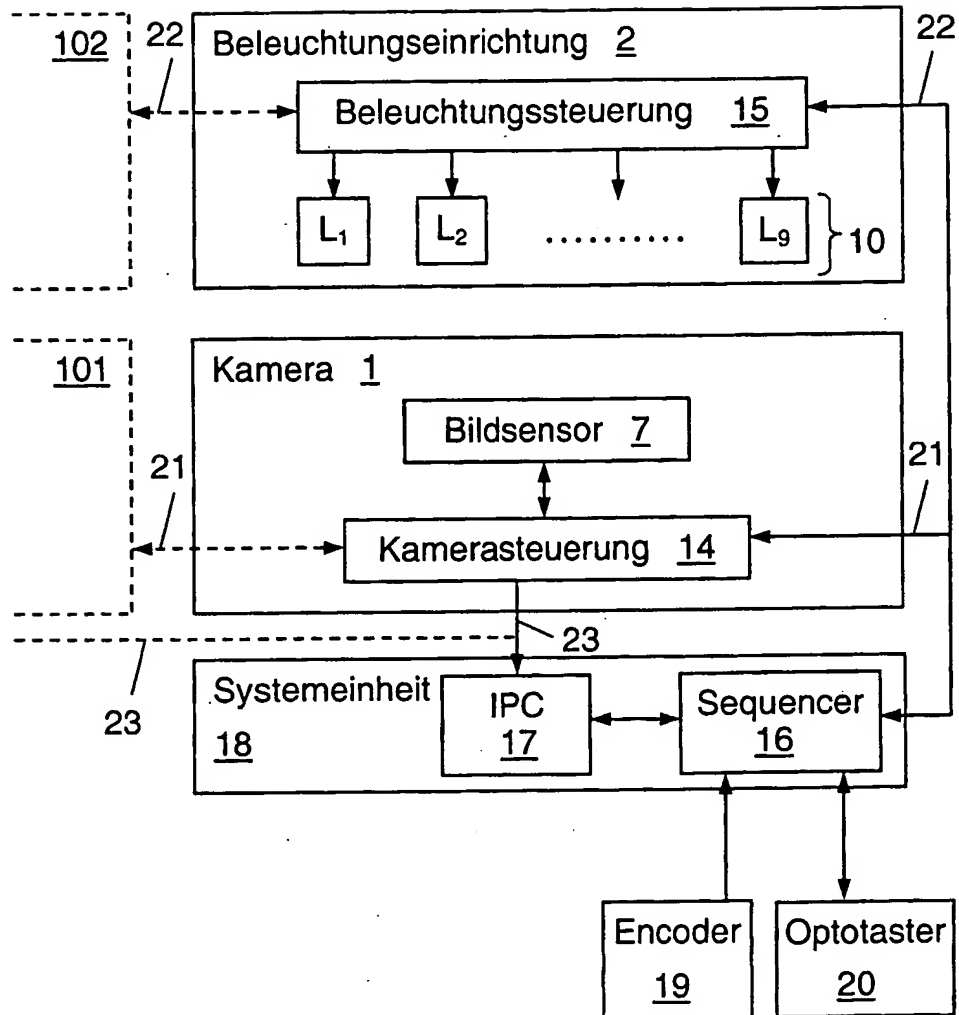 102
22
Beleuchtungseinrichtung 2
22
Beleuchtungssteuerung 15
L₁
L₂
..........
L₉
10
101
Kamera 1
Bildsensor 7
21
21
Kamerasteuerung 14
23
23
Systemeinheit
18
IPC
17
Sequencer
16
Encoder
19
Optotaster
20